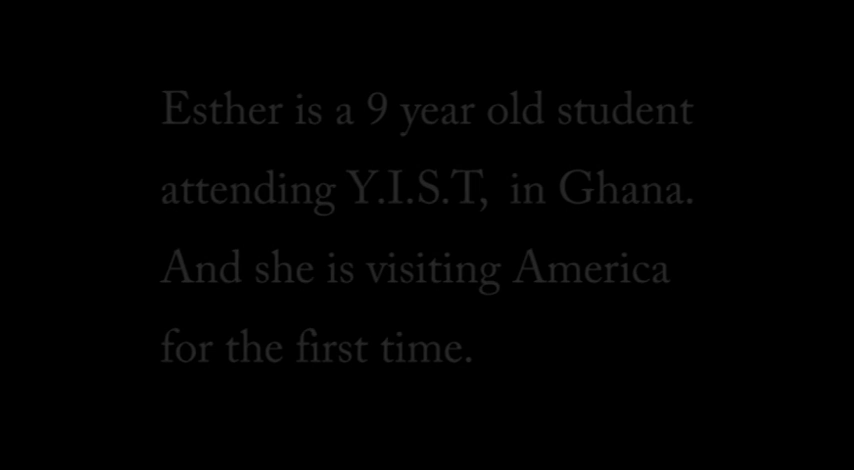 Esther is a 9 year old student
attending Y.I.S.T, in Ghana.
And she is visiting America
for the first time.